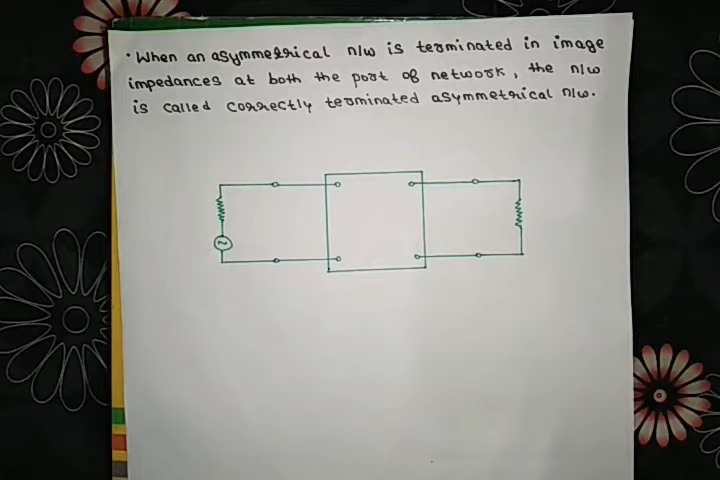 • When an asymmetrical n/w is terminated in image
impedances at both the port of network, the n/w
is called correctly terminated asymmetrical n/w.
~